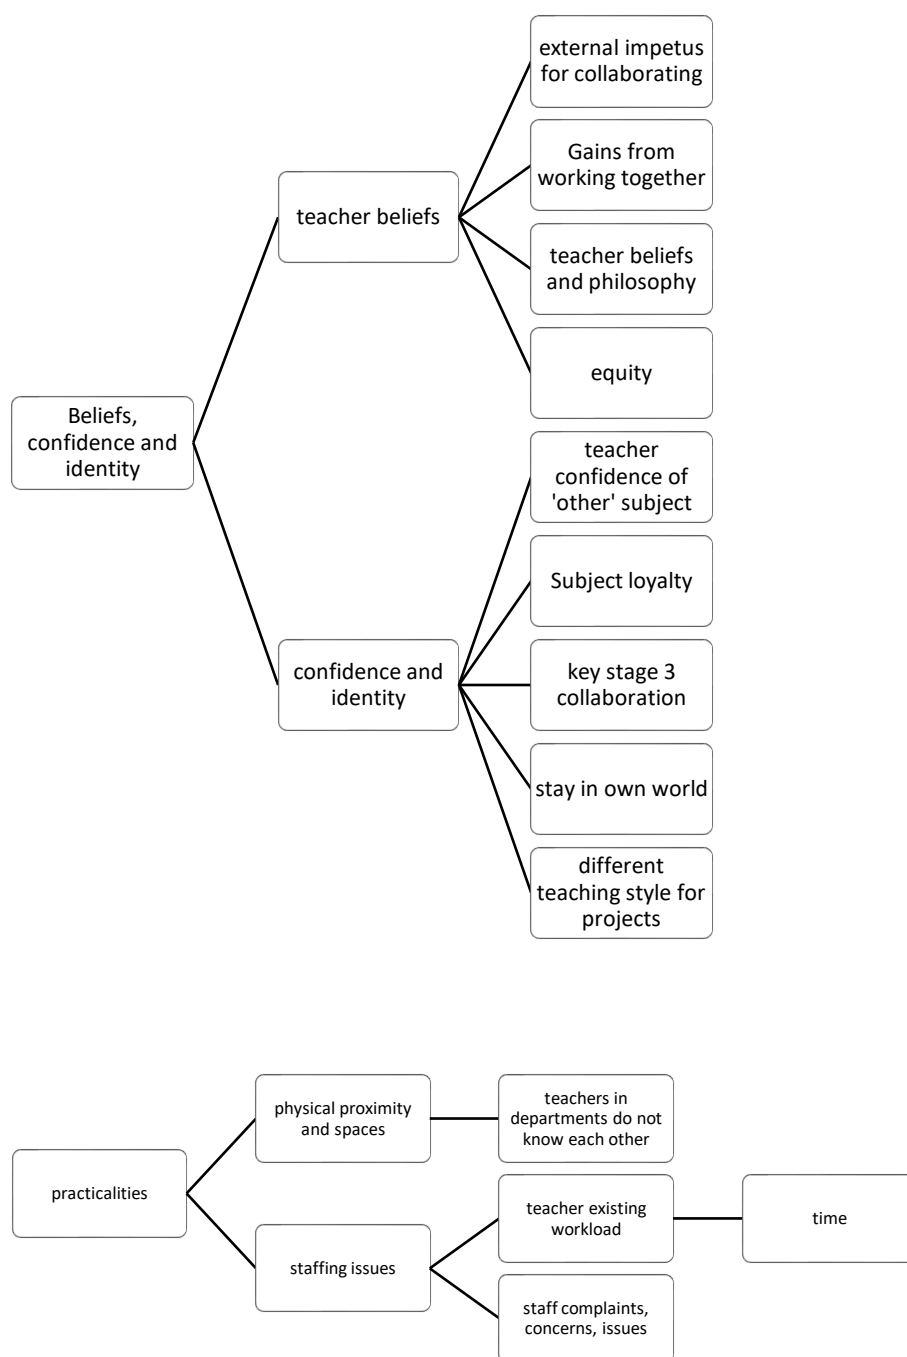 Beliefs,
confidence and
identity
teacher beliefs
external impetus
for collaborating
Gains from
working together
teacher beliefs
and philosophy
equity
confidence and
identity
teacher
confidence of
'other' subject
Subject loyalty
key stage 3
collaboration
stay in own world
different
teaching style for
projects
practicalities
physical proximity
and spaces
teachers in
departments do not
know each other
staffing issues
teacher existing
workload
time
staff complaints,
concerns, issues